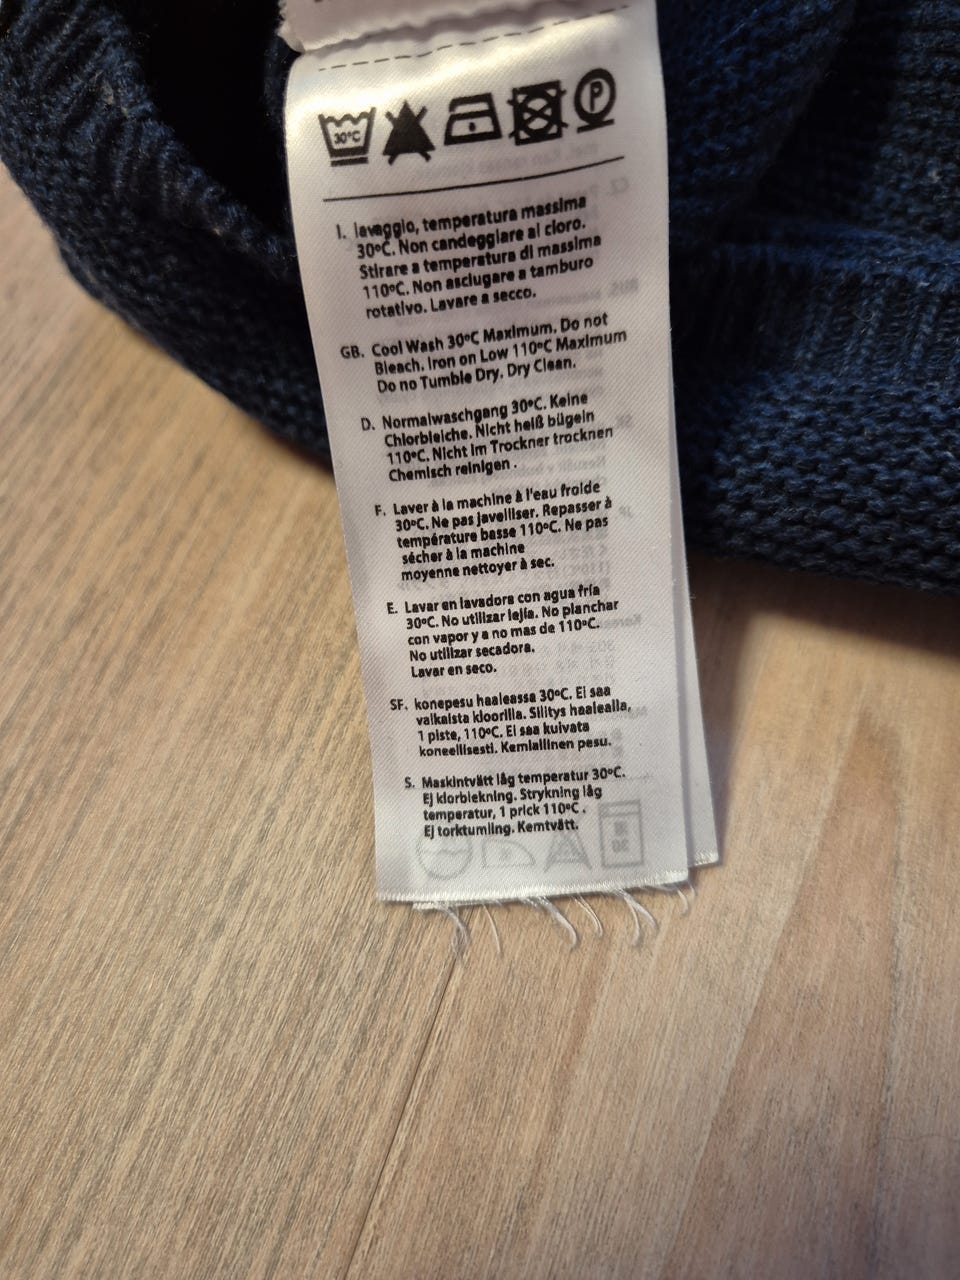 30ºC
P
I. lavaggio, temperatura massima
30ºC. Non candeggiare al cloro.
Stirare a temperatura di massima
110ºC. Non asciugare a tamburo
rotativo. Lavare a secco.
GB. Cool Wash 30ºC Maximum. Do not
Bleach. Iron on Low 110ºC Maximum
Do no Tumble Dry. Dry Clean.
D. Normalwaschgang 30ºC. Keine
Chlorbleiche. Nicht heiß bügeln
110ºC. Nicht im Trockner trocknen
Chemisch reinigen .
F. Laver à la machine à l'eau froide
30ºC. Ne pas javelliser. Repasser à
température basse 110ºC. Ne pas
sécher à la machine
moyenne nettoyer à sec.
E. Lavar en lavadora con agua fría
30ºC. No utilizar lejía. No planchar
con vapor y a no mas de 110ºC.
No utilizar secadora.
Lavar en seco.
SF. konepesu haaleassa 30ºC. Ei saa
valkaista kloorilla. Silitys haalealla,
1 piste, 110ºC. Ei saa kuivata
koneellisesti. Kemiallinen pesu.
S. Maskintvätt låg temperatur 30ºC.
Ej klorblekning. Strykning låg
temperatur, 1 prick 110ºC .
Ej torktumling. Kemtvätt.